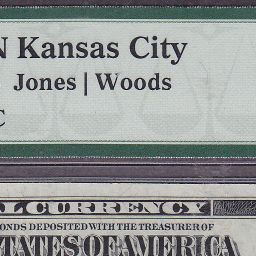 N Kansas City
Jones | Woods
C
L CURRENCY
ONDS DEPOSITED WITH THE TREASURER OF
STATES OF AMERICA